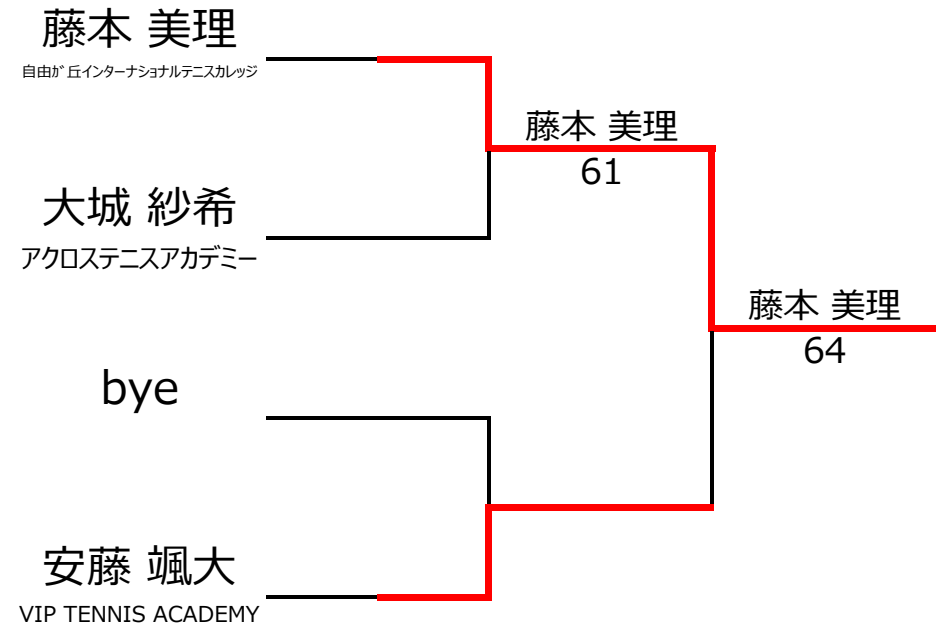 藤本 美理
自由が丘インターナショナルテニスカレッジ
藤本 美理
61
大城 紗希
アクロステニスアカデミー
藤本 美理
64
bye
安藤 颯大
VIP TENNIS ACADEMY